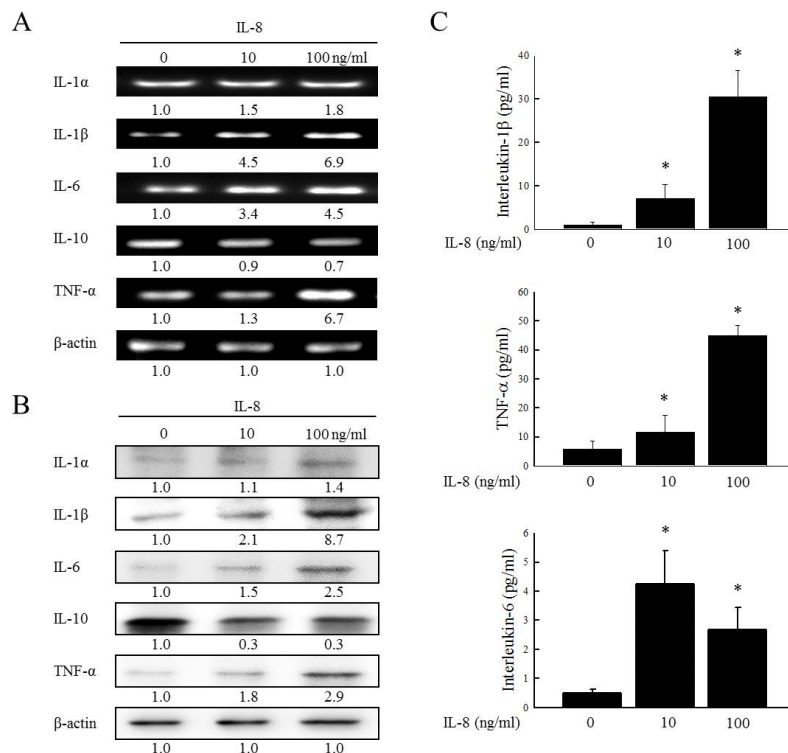 A
IL-8
0 10 100 ng/ml
IL-1α
1.0 1.5 1.8
IL-1β
1.0 4.5 6.9
IL-6
1.0 3.4 4.5
IL-10
1.0 0.9 0.7
TNF-α
1.0 1.3 6.7
β-actin
1.0 1.0 1.0
B
IL-8
0 10 100 ng/ml
IL-1α
1.0 1.1 1.4
IL-1β
1.0 2.1 8.7
IL-6
1.0 1.5 2.5
IL-10
1.0 0.3 0.3
TNF-α
1.0 1.8 2.9
β-actin
1.0 1.0 1.0
C
Interleukin-1β (pg/ml)
40
30
20
10
0
* *
IL-8 (ng/ml) 0 10 100
TNF-α (pg/ml)
60
50
40
30
20
10
0
* *
IL-8 (ng/ml) 0 10 100
Interleukin-6 (pg/ml)
6
5
4
3
2
1
0
* *
IL-8 (ng/ml) 0 10 100